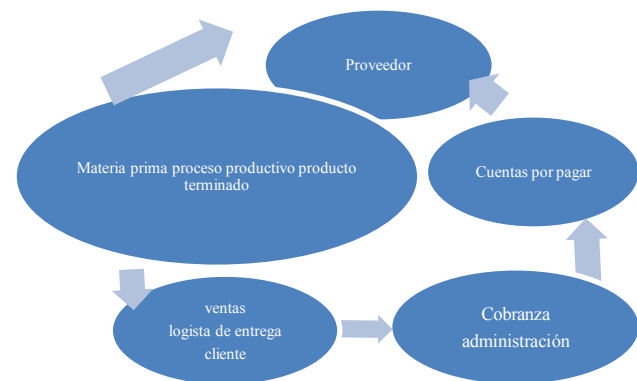 Proveedor
Materia prima proceso productivo producto
terminado
Cuentas por pagar
ventas
logista de entrega
cliente
Cobranza
administración